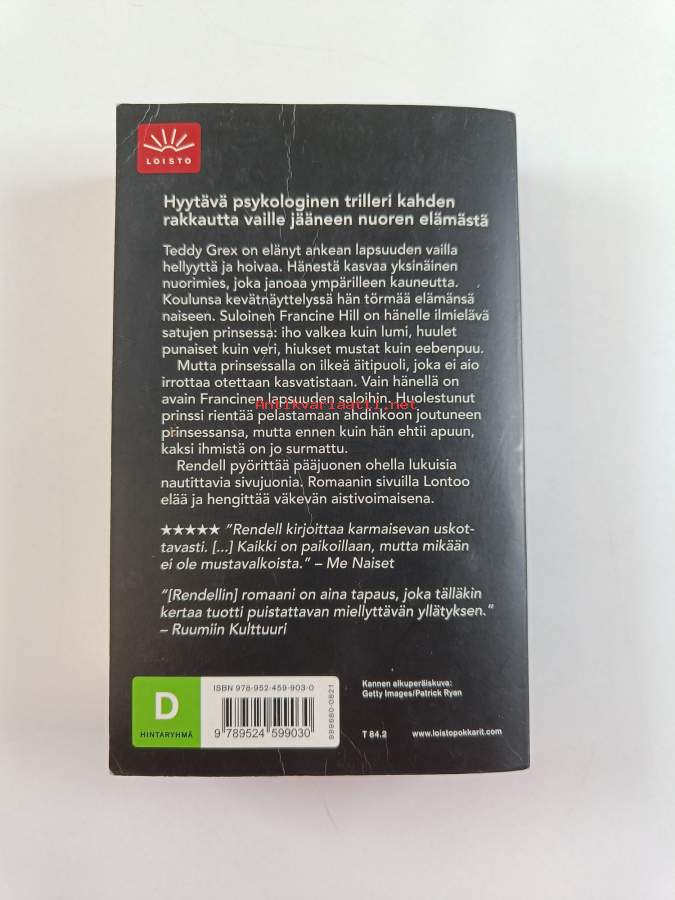 LOISTO
Hyytävä psykologinen trilleri kahden
rakkautta vaille jääneen nuoren elämästä
Teddy Grex on elänyt ankean lapsuuden vailla
hellyyttä ja hoivaa. Hänestä kasvaa yksinäinen
nuorimies, joka janoaa ympärilleen kauneutta.
Koulunsa kevätnäyttelyssä hän törmää elämänsä
naiseen. Suloinen Francine Hill on hänelle ilmielävä
satujen prinsessa: iho valkea kuin lumi, huulet
punaiset kuin veri, hiukset mustat kuin eebenpuu.
Mutta prinsessalla on ilkeä äitipuoli, joka ei aio
irrottaa otettaan kasvatistaan. Vain hänellä on
avain Francinen lapsuuden saloihin. Huolestunut
Antikvariaatti.net
prinssi rientää pelastamaan ahdinkoon joutuneen
prinsessansa, mutta ennen kuin hän ehtii apuun,
kaksi ihmistä on jo surmattu.
Rendell pyörittää pääjuonen ohella lukuisia
nautittavia sivujuonia. Romaanin sivuilla Lontoo
elää ja hengittää väkevän aistivoimaisena.
★★★★★ "Rendell kirjoittaa karmaisevan uskot-
tavasti. [...] Kaikki on paikoillaan, mutta mikään
ei ole mustavalkoista." – Me Naiset
"[Rendellin] romaani on aina tapaus, joka tälläkin
kertaa tuotti puistattavan miellyttävän yllätyksen."
– Ruumiin Kulttuuri
D
HINTARYHMÄ
ISBN 978-952-459-903-0
9 789524 599030
999680-0821
Kannen alkuperäiskuva:
Getty Images/Patrick Ryan
T 84.2 www.loistopokkarit.com